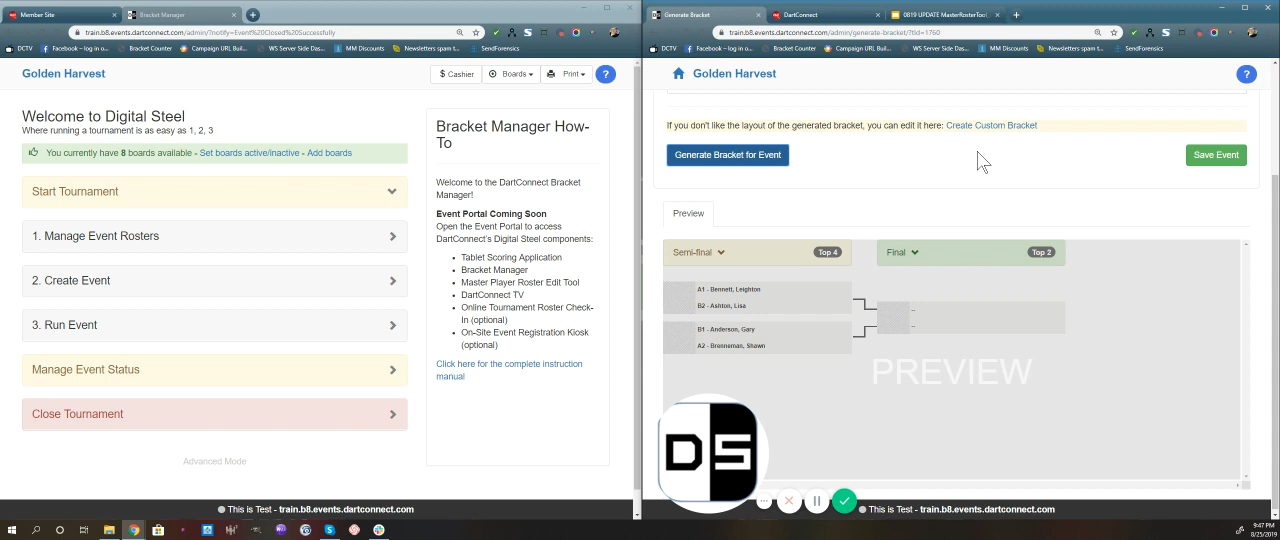 Member Site
Bracket Manager
train.b8.events.dartconnect.com/admin/?notify=Event%20Closed%20Successfully
DCTV
Facebook – log in o...
Bracket Counter
Campaign URL Buil...
WS Server Side Das...
MM Discounts
Newsletters spam t...
SendForensics
Golden Harvest
$ Cashier
Boards
Print
?
Welcome to Digital Steel
Where running a tournament is as easy as 1, 2, 3
You currently have 8 boards available - Set boards active/inactive - Add boards
Start Tournament
1. Manage Event Rosters
2. Create Event
3. Run Event
Manage Event Status
Close Tournament
Advanced Mode
Bracket Manager How-
To
Welcome to the DartConnect Bracket
Manager!
Event Portal Coming Soon
Open the Event Portal to access
DartConnect's Digital Steel components:
• Tablet Scoring Application
• Bracket Manager
• Master Player Roster Edit Tool
• DartConnect TV
• Online Tournament Roster Check-
In (optional)
• On-Site Event Registration Kiosk
(optional)
Click here for the complete instruction
manual
This is Test - train.b8.events.dartconnect.com
Generate Bracket
DartConnect
0819 UPDATE MasterRosterTool
train.b8.events.dartconnect.com/admin/generate-bracket/?tId=1760
DCTV
Facebook – log in o...
Bracket Counter
Campaign URL Buil...
WS Server Side Das...
MM Discounts
Newsletters spam t...
SendForensics
Golden Harvest
?
If you don't like the layout of the generated bracket, you can edit it here: Create Custom Bracket
Generate Bracket for Event
Save Event
Preview
Semi-final
Top 4
Final
Top 2
A1 - Bennett, Leighton
B2 - Ashton, Lisa
B1 - Anderson, Gary
A2 - Brenneman, Shawn
--
--
PREVIEW
DS
This is Test - train.b8.events.dartconnect.com
9:47 PM
8/25/2019